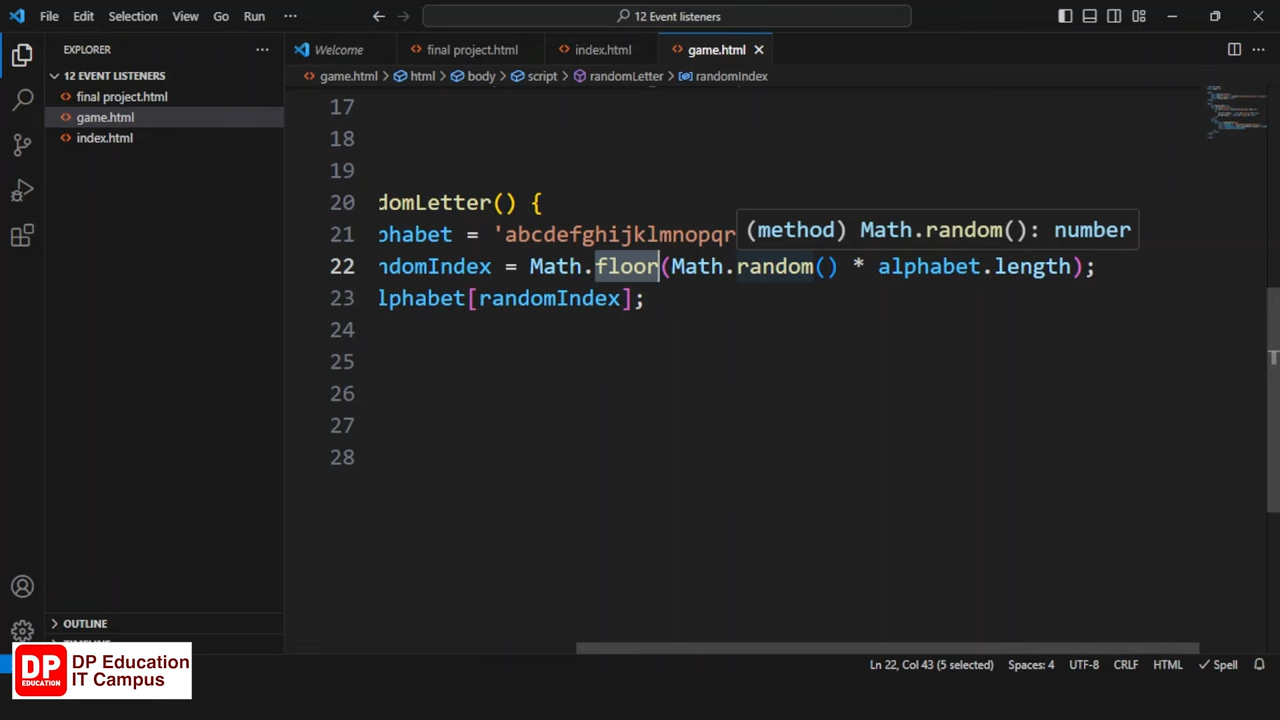 File Edit Selection View Go Run ··· 12 Event listeners
EXPLORER ···
12 EVENT LISTENERS
final project.html
game.html
index.html
OUTLINE
Welcome final project.html index.html game.html
game.html > html > body > script > randomLetter > randomIndex
17
18
19
20 domLetter() {
21 phabet = 'abcdefghijklmnopqr
(method) Math.random(): number
22 ndomIndex = Math.floor(Math.random() * alphabet.length);
23 lphabet[randomIndex];
24
25
26
27
28
DP DP Education
EDUCATION IT Campus
Ln 22, Col 43 (5 selected) Spaces: 4 UTF-8 CRLF HTML Spell